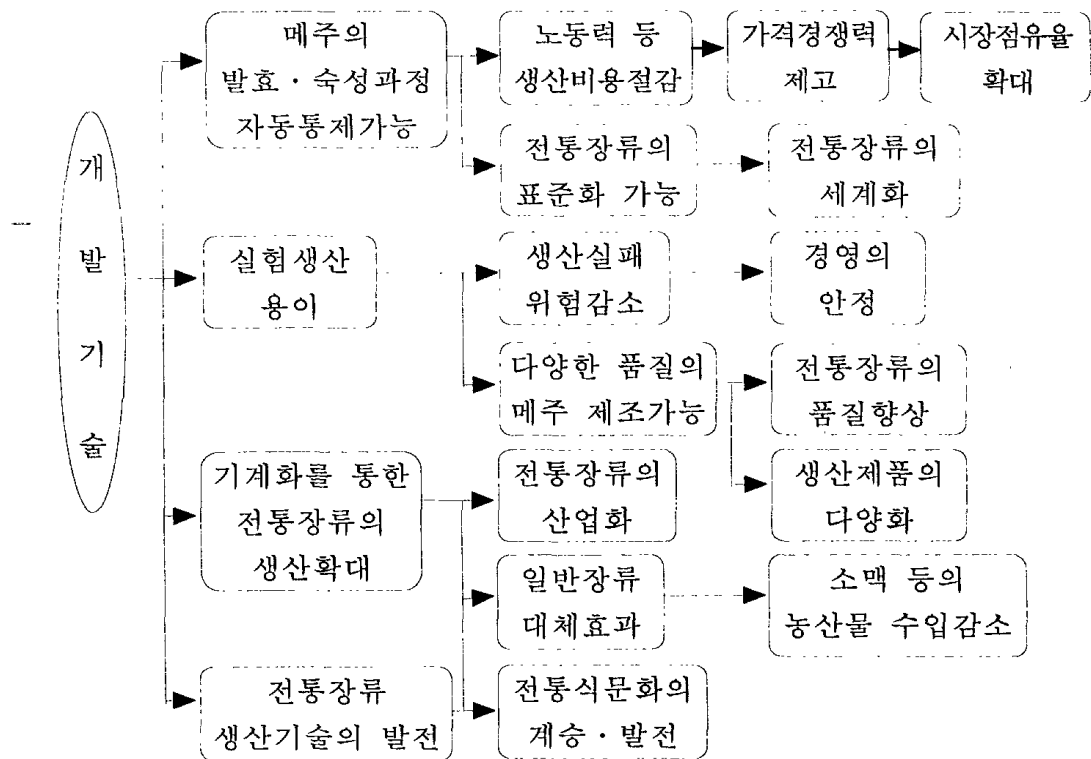 개
발
기
술
메주의
발효·숙성과정
자동통제가능
노동력 등
생산비용절감
가격경쟁력
제고
시장점유율
확대
전통장류의
표준화 가능
전통장류의
세계화
실험생산
용이
생산실패
위험감소
경영의
안정
다양한 품질의
메주 제조가능
전통장류의
품질향상
생산제품의
다양화
기계화를 통한
전통장류의
생산확대
전통장류의
산업화
일반장류
대체효과
소맥 등의
농산물 수입감소
전통장류
생산기술의 발전
전통식문화의
계승·발전